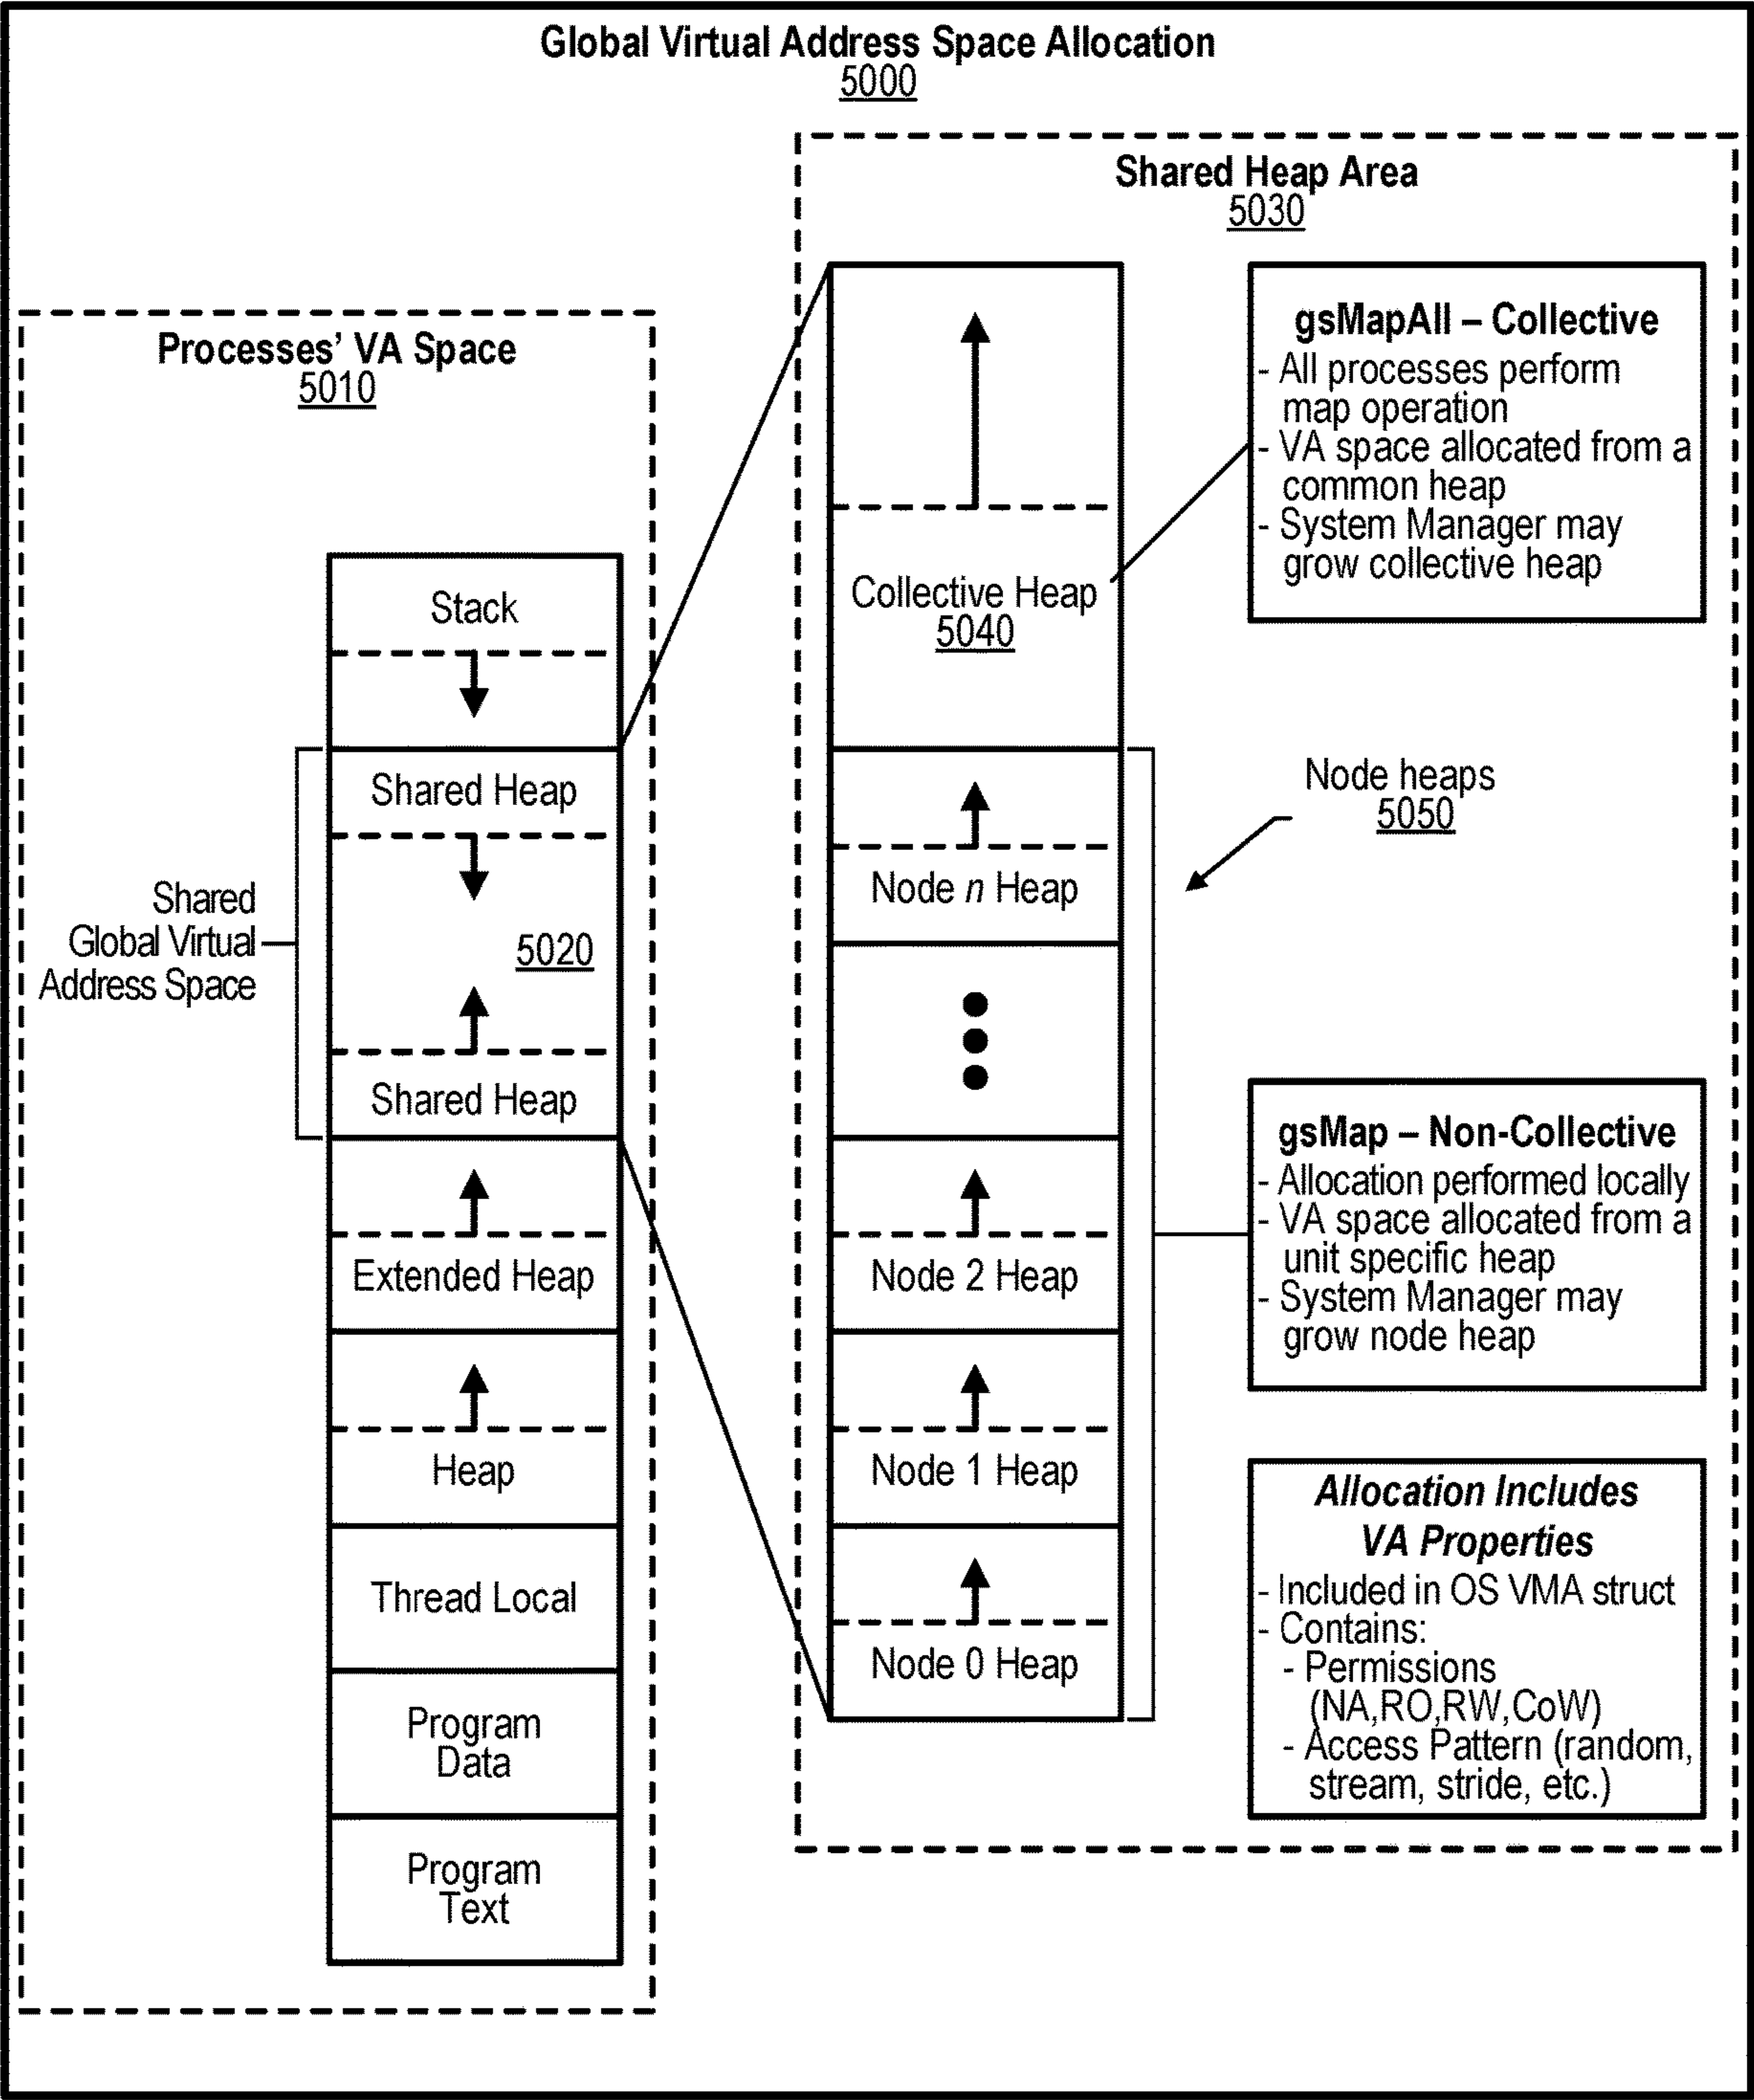 Global Virtual Address Space Allocation
5000
Processes’ VA Space
5010
Stack
Shared Heap
Shared
Global Virtual
Address Space
5020
Shared Heap
Extended Heap
Heap
Thread Local
Program
Data
Program
Text
Shared Heap Area
5030
Collective Heap
5040
Node n Heap
Node 2 Heap
Node 1 Heap
Node 0 Heap
gsMapAll – Collective
- All processes perform
map operation
- VA space allocated from a
common heap
- System Manager may
grow collective heap
Node heaps
5050
gsMap – Non-Collective
- Allocation performed locally
- VA space allocated from a
unit specific heap
- System Manager may
grow node heap
Allocation Includes
VA Properties
- Included in OS VMA struct
- Contains:
- Permissions
(NA,RO,RW,CoW)
- Access Pattern (random,
stream, stride, etc.)